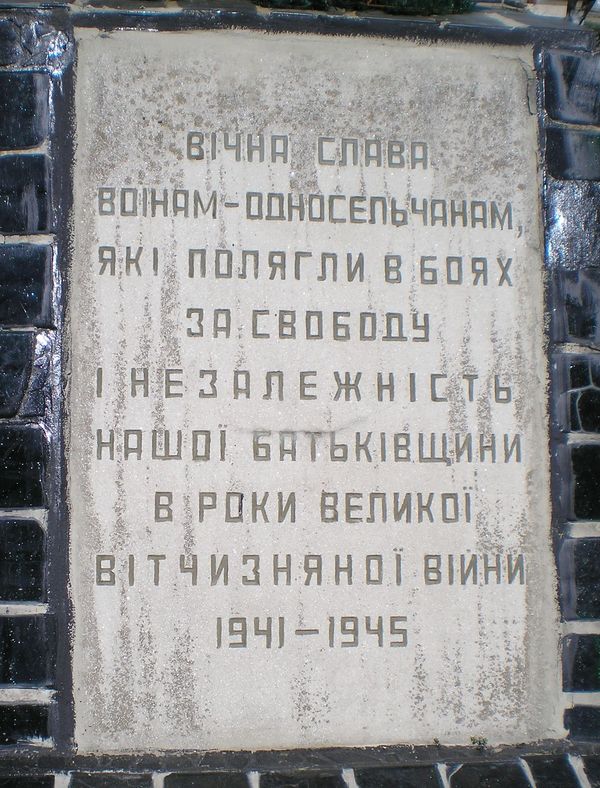 ВІЧНА СЛАВА
ВОІНАМ-ОДНОСЕЛЬЧАНАМ,
ЯКІ ПОЛЯГЛИ В БОЯХ
ЗА СВОБОДУ
І НЕЗАЛЕЖНІСТЬ
НАШОЇ БАТЬКІВЩИНИ
В РОКИ ВЕЛИКОЇ
ВІТЧИЗНЯНОЇ ВІЙНИ
1941-1945